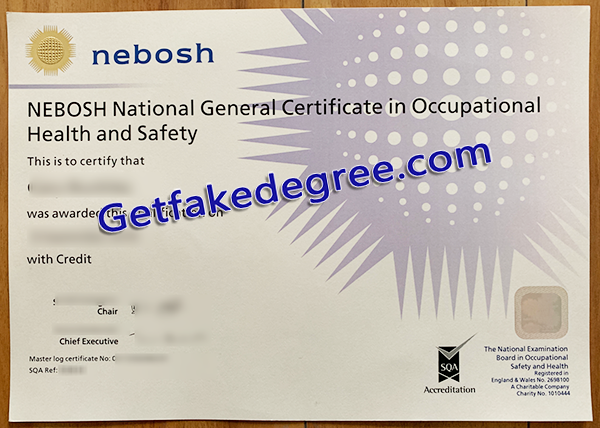 nebosh
NEBOSH National General Certificate in Occupational
Health and Safety
This is to certify that
Getfakedegree.com
was awarded this on
with Credit
Chair
Chief Executive
Master log certificate No:
SQA Ref:
SQA
Accreditation
The National Examination
Board in Occupational
Safety and Health
Registered in
England & Wales No. 2698100
A Charitable Company
Charity No. 1010444